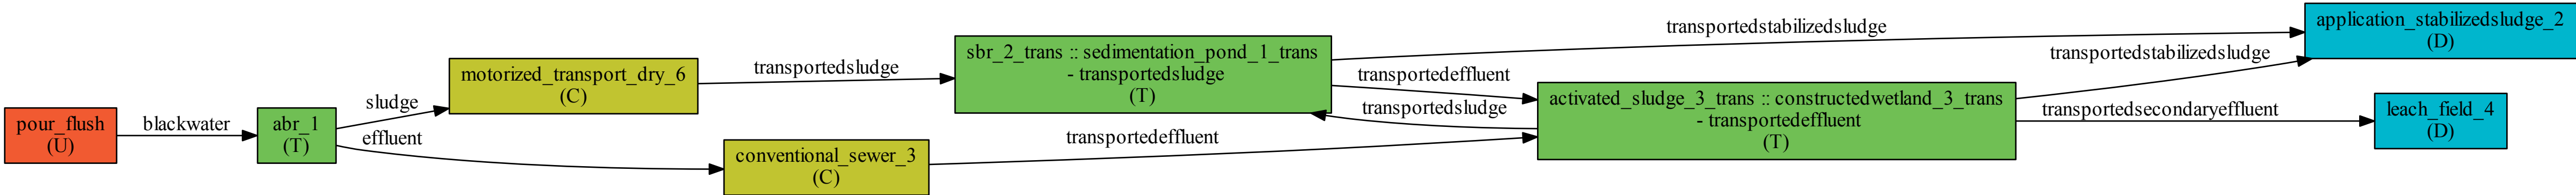 pour_flush
(U)
blackwater
abr_1
(T)
sludge
effluent
motorized_transport_dry_6
(C)
conventional_sewer_3
(C)
transportedsludge
transportedeffluent
sbr_2_trans :: sedimentation_pond_1_trans
- transportedsludge
(T)
transportedstabilizedsludge
transportedeffluent
transportedsludge
activated_sludge_3_trans :: constructedwetland_3_trans
- transportedeffluent
(T)
transportedstabilizedsludge
transportedsecondaryeffluent
application_stabilizedsludge_2
(D)
leach_field_4
(D)